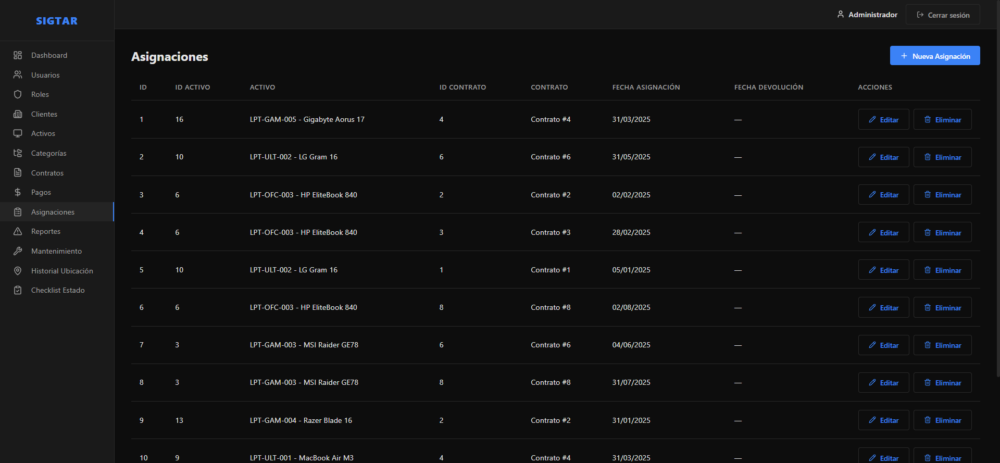 SIGTAR
Administrador
Cerrar sesión
Dashboard
Usuarios
Roles
Clientes
Activos
Categorías
Contratos
Pagos
Asignaciones
Reportes
Mantenimiento
Historial Ubicación
Checklist Estado
Asignaciones
Nueva Asignación
ID ID ACTIVO ACTIVO ID CONTRATO CONTRATO FECHA ASIGNACIÓN FECHA DEVOLUCIÓN ACCIONES
1 16 LPT-GAM-005 - Gigabyte Aorus 17 4 Contrato #4 31/03/2025 — Editar Eliminar
2 10 LPT-ULT-002 - LG Gram 16 6 Contrato #6 31/05/2025 — Editar Eliminar
3 6 LPT-OFC-003 - HP EliteBook 840 2 Contrato #2 02/02/2025 — Editar Eliminar
4 6 LPT-OFC-003 - HP EliteBook 840 3 Contrato #3 28/02/2025 — Editar Eliminar
5 10 LPT-ULT-002 - LG Gram 16 1 Contrato #1 05/01/2025 — Editar Eliminar
6 6 LPT-OFC-003 - HP EliteBook 840 8 Contrato #8 02/08/2025 — Editar Eliminar
7 3 LPT-GAM-003 - MSI Raider GE78 6 Contrato #6 04/06/2025 — Editar Eliminar
8 3 LPT-GAM-003 - MSI Raider GE78 8 Contrato #8 31/07/2025 — Editar Eliminar
9 13 LPT-GAM-004 - Razer Blade 16 2 Contrato #2 31/01/2025 — Editar Eliminar
10 9 LPT-ULT-001 - MacBook Air M3 4 Contrato #4 31/03/2025 — Editar Eliminar